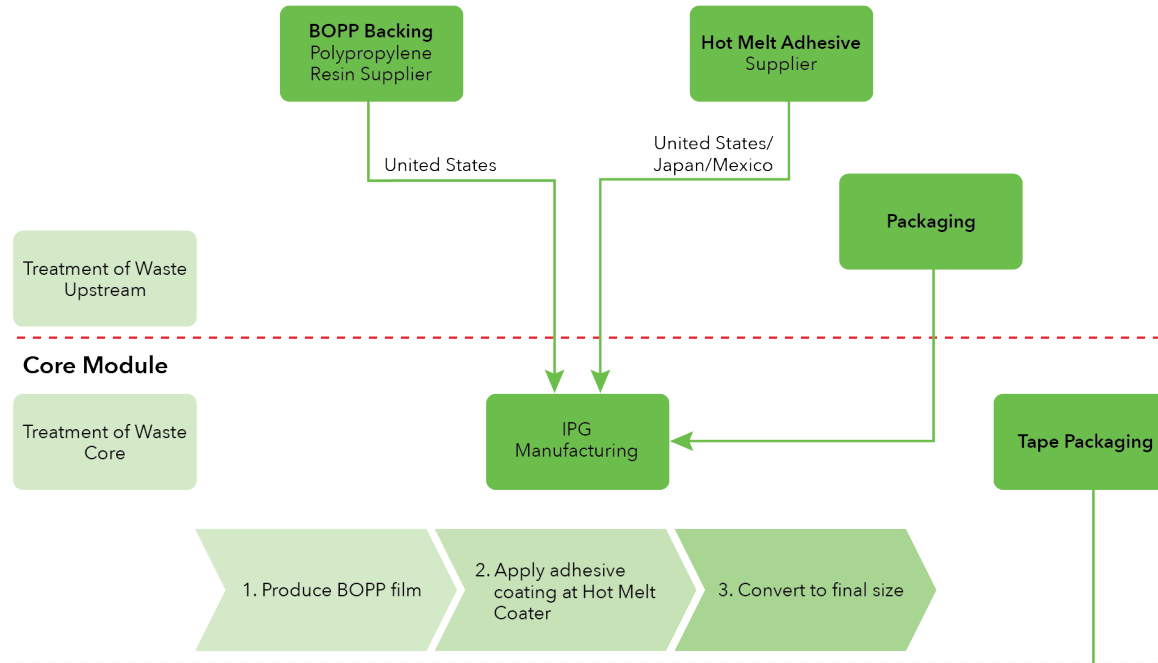 BOPP Backing
Polypropylene
Resin Supplier
Hot Melt Adhesive
Supplier
United States
United States/
Japan/Mexico
Packaging
Treatment of Waste
Upstream
Core Module
Treatment of Waste
Core
IPG
Manufacturing
Tape Packaging
1. Produce BOPP film
2. Apply adhesive
coating at Hot Melt
Coater
3. Convert to final size